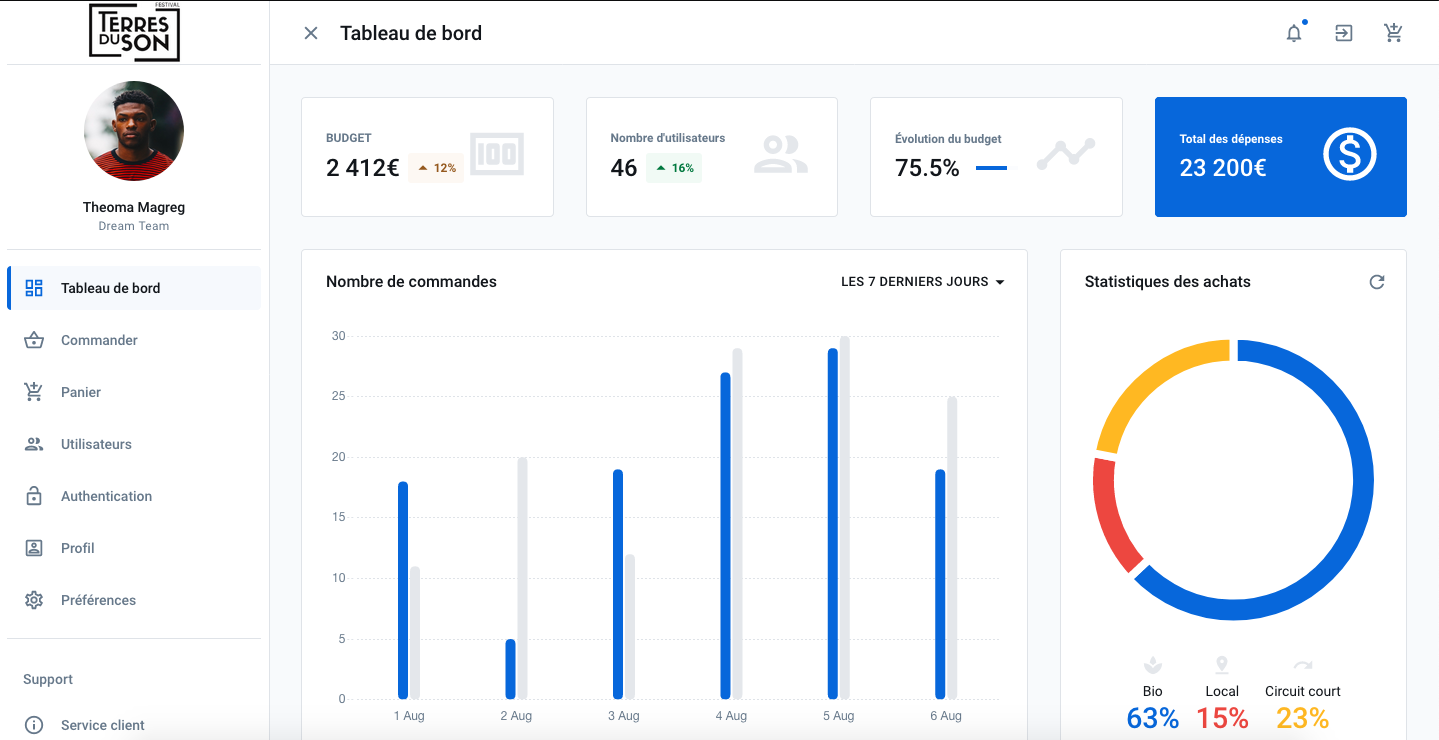 FESTIVAL
TERRES
DU SON
Tableau de bord
Theoma Magreg
Dream Team
Tableau de bord
Commander
Panier
Utilisateurs
Authentication
Profil
Préférences
Support
Service client
BUDGET
2 412€ 12%
100
Nombre d'utilisateurs
46 16%
Évolution du budget
75.5%
Total des dépenses
23 200€
$
Nombre de commandes
LES 7 DERNIERS JOURS
30
25
20
15
10
5
0
1 Aug 2 Aug 3 Aug 4 Aug 5 Aug 6 Aug
Statistiques des achats
Bio Local Circuit court
63% 15% 23%